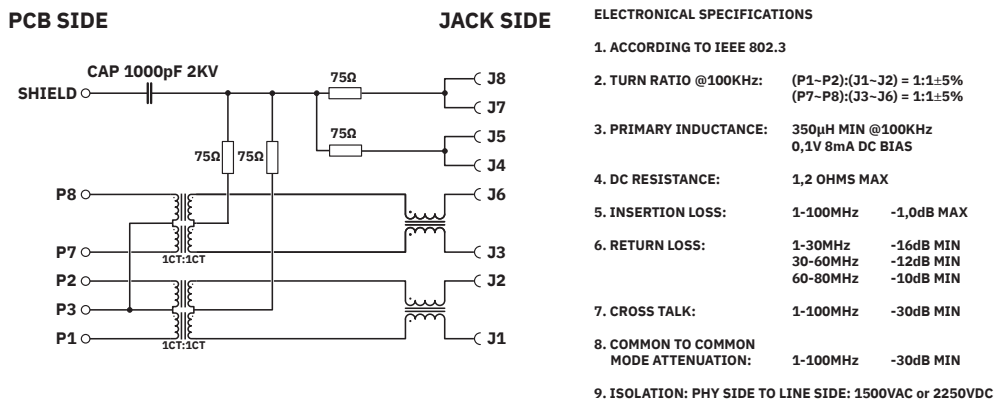 PCB SIDE
JACK SIDE
CAP 1000pF 2KV
SHIELD
75Ω
J8
J7
75Ω
J5
J4
75Ω 75Ω
P8
J6
P7
J3
1CT:1CT
P2
J2
P3
P1
J1
1CT:1CT
ELECTRONICAL SPECIFICATIONS
1. ACCORDING TO IEEE 802.3
2. TURN RATIO @100KHz: (P1~P2):(J1~J2) = 1:1±5%
(P7~P8):(J3~J6) = 1:1±5%
3. PRIMARY INDUCTANCE: 350µH MIN @100KHz
0,1V 8mA DC BIAS
4. DC RESISTANCE: 1,2 OHMS MAX
5. INSERTION LOSS: 1-100MHz -1,0dB MAX
6. RETURN LOSS: 1-30MHz -16dB MIN
30-60MHz -12dB MIN
60-80MHz -10dB MIN
7. CROSS TALK: 1-100MHz -30dB MIN
8. COMMON TO COMMON
MODE ATTENUATION: 1-100MHz -30dB MIN
9. ISOLATION: PHY SIDE TO LINE SIDE: 1500VAC or 2250VDC